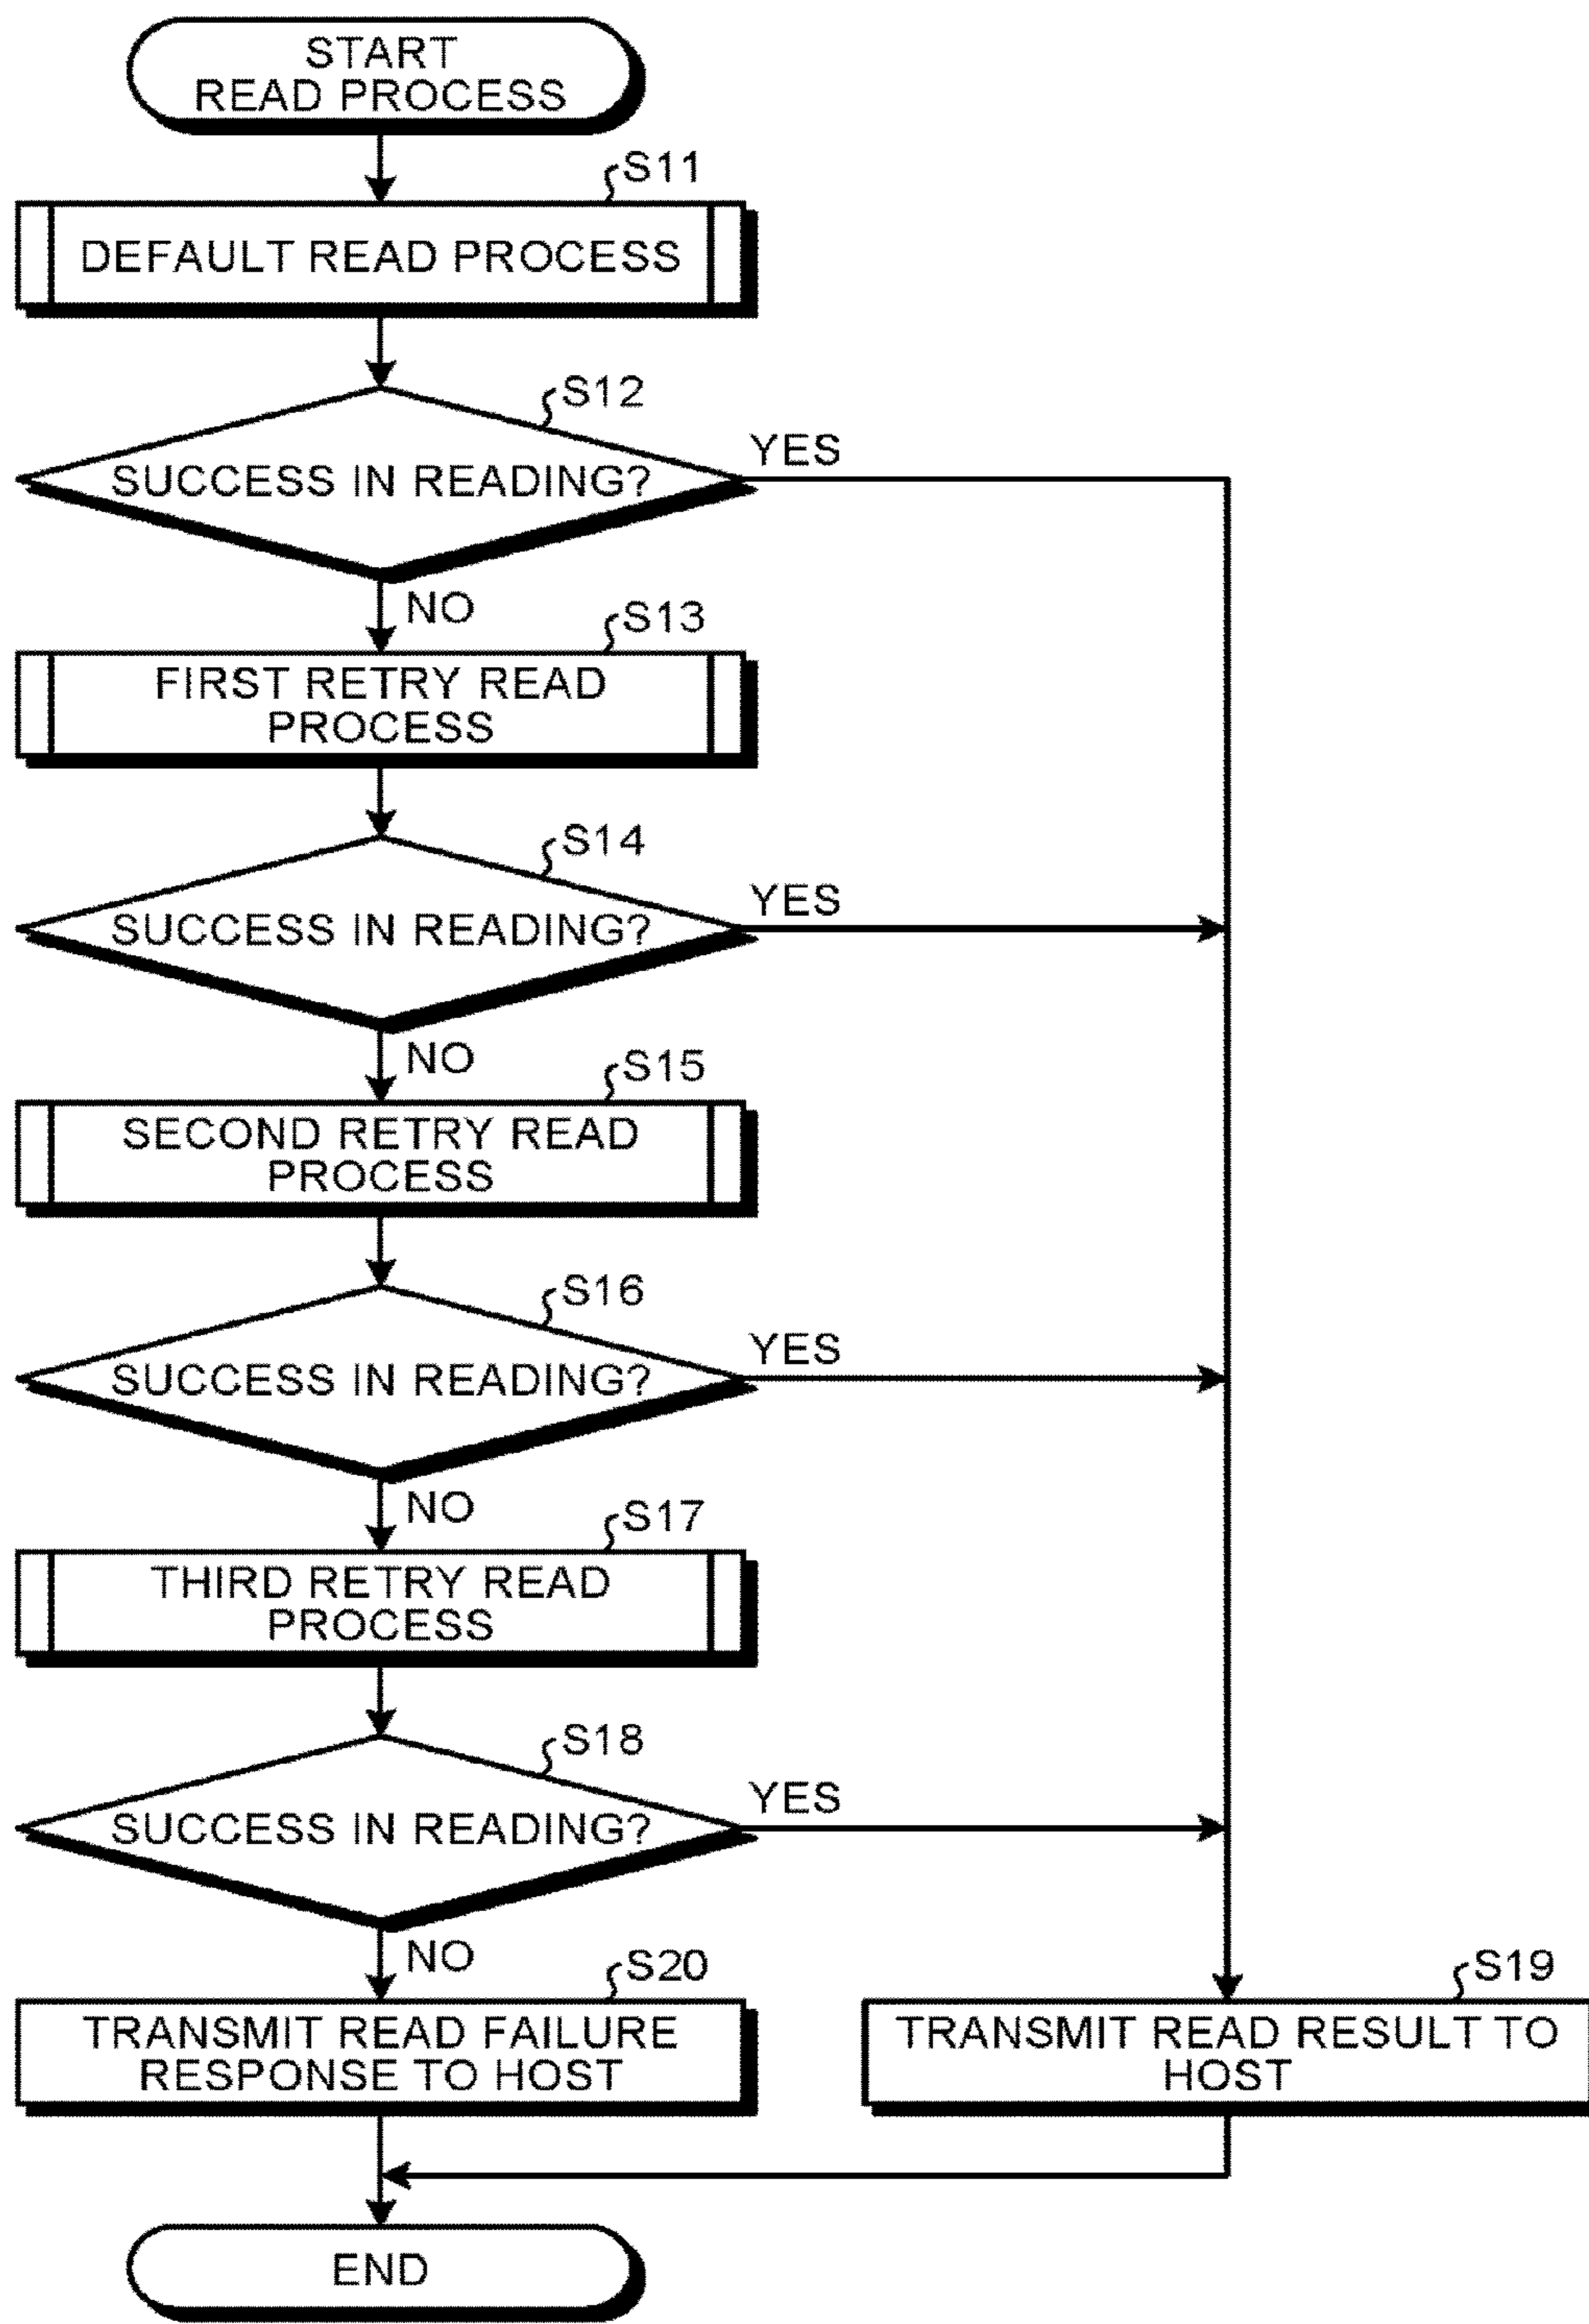 START
READ PROCESS
S11
DEFAULT READ PROCESS
S12
SUCCESS IN READING?
YES
NO
S13
FIRST RETRY READ
PROCESS
S14
SUCCESS IN READING?
YES
NO
S15
SECOND RETRY READ
PROCESS
S16
SUCCESS IN READING?
YES
NO
S17
THIRD RETRY READ
PROCESS
S18
SUCCESS IN READING?
YES
NO
S20
TRANSMIT READ FAILURE
RESPONSE TO HOST
S19
TRANSMIT READ RESULT TO
HOST
END